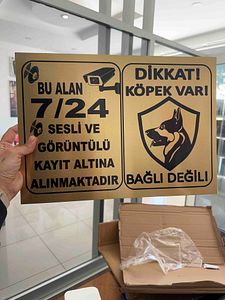 BU ALAN
7/24
SESLİ VE
GÖRÜNTÜLÜ
KAYIT ALTINA
ALINMAKTADIR
DİKKAT!
KÖPEK VAR!
BAĞLI DEĞİL!